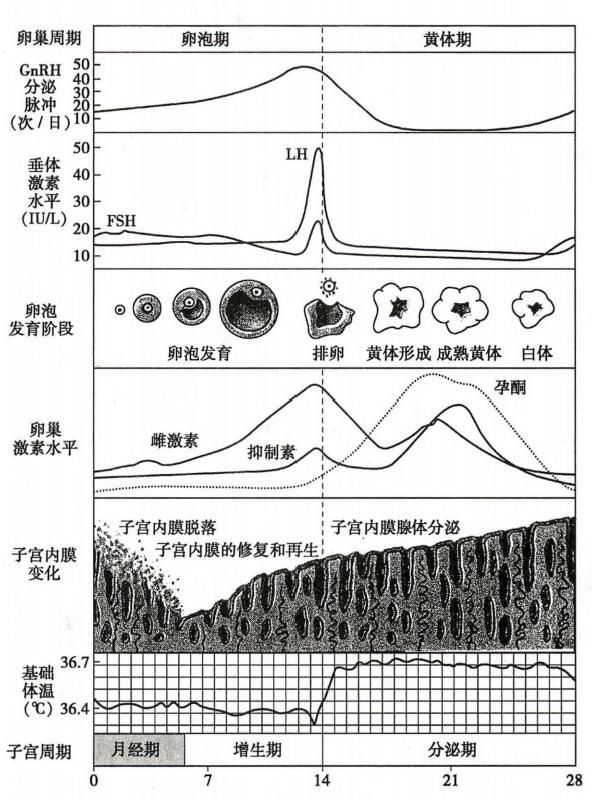 卵巢周期
卵泡期
黄体期
GnRH
分泌
脉冲
(次/日)
50
40
30
20
10
垂体
激素
水平
(IU/L)
50
40
30
20
10
LH
FSH
卵泡
发育阶段
卵泡发育
排卵
黄体形成
成熟黄体
白体
卵巢
激素水平
雌激素
抑制素
孕酮
子宫内膜
变化
子宫内膜脱落
子宫内膜的修复和再生
子宫内膜腺体分泌
基础
体温
(℃)
36.7
36.4
子宫周期
月经期
增生期
分泌期
0
7
14
21
28